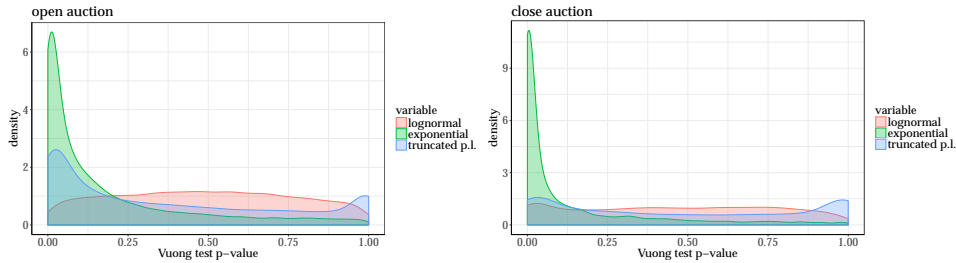 open auction
6
4
2
0
density
0.00 0.25 0.50 0.75 1.00
Vuong test p-value
variable
lognormal
exponential
truncated p.l.
close auction
9
6
3
0
density
0.00 0.25 0.50 0.75 1.00
Vuong test p-value
variable
lognormal
exponential
truncated p.l.